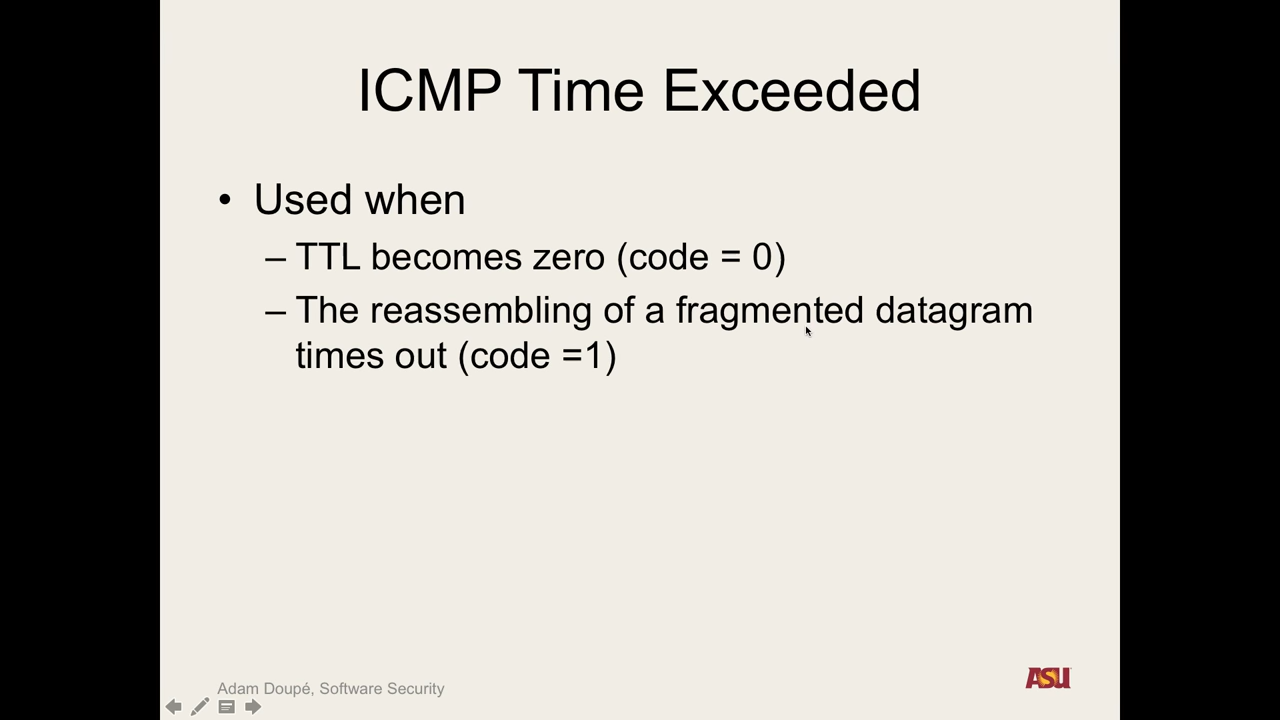 ICMP Time Exceeded
• Used when
– TTL becomes zero (code = 0)
– The reassembling of a fragmented datagram
times out (code =1)
Adam Doupé, Software Security
ASU